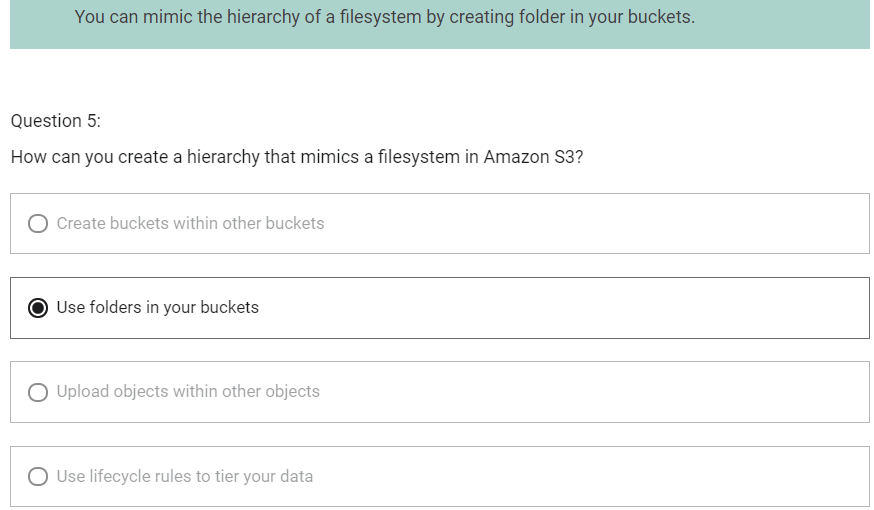 You can mimic the hierarchy of a filesystem by creating folder in your buckets.
Question 5:
How can you create a hierarchy that mimics a filesystem in Amazon S3?
Create buckets within other buckets
Use folders in your buckets
Upload objects within other objects
Use lifecycle rules to tier your data